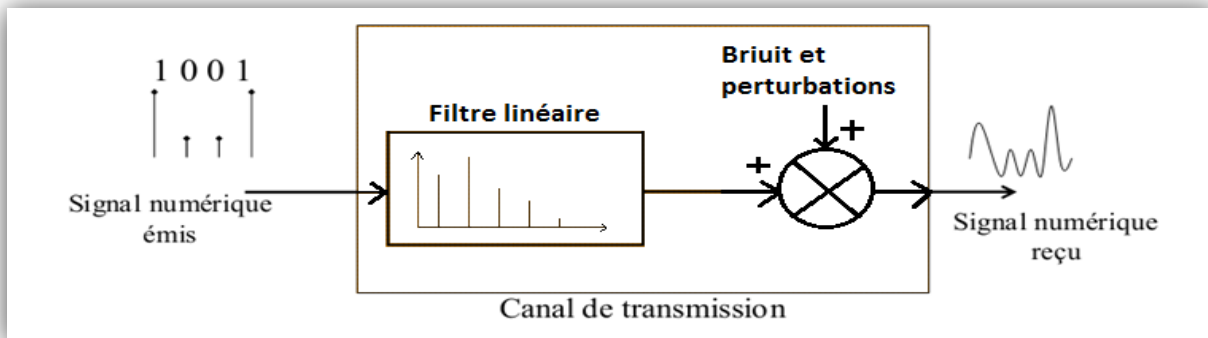 1 0 0 1
Signal numérique
émis
Filtre linéaire
Briuit et
perturbations
+
+
Signal numérique
reçu
Canal de transmission